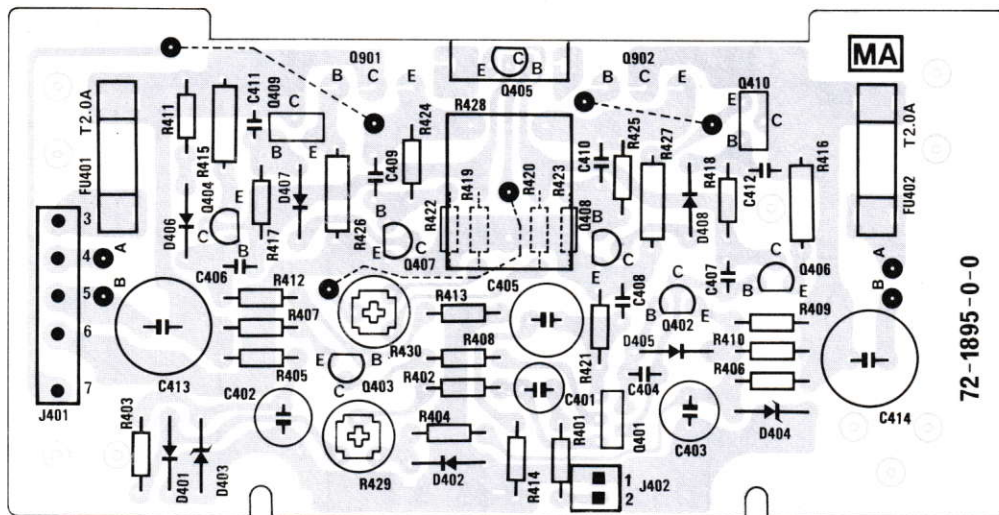 Q901
Q902
MA
C
E
B
Q405
B
C
E
B
C
E
Q410
E
C
B
T2.0A
FU401
R411
R415
C411
Q409
C
B
E
R424
R428
C410
R425
R427
R418
C412
R416
T2.0A
FU402
D406
Q404
E
C
B
R417
D407
R426
C409
B
E
C
Q407
R422
R419
R420
R423
Q408
B
C
E
D408
C407
C
B
E
Q402
Q406
C
B
E
3
4
5
6
7
J401
A
B
A
B
C406
R412
R407
R405
C413
C402
R430
E
B
C
Q403
R413
R408
R402
C405
C408
R421
D405
C404
R409
R410
R406
D404
C414
72-1895-0-0
R403
D401
D403
R429
R404
D402
C401
R401
R414
Q401
C403
1
2
J402